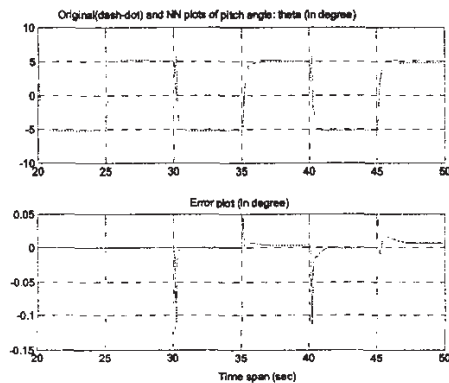 Original(dash-dot) and NN plots of pitch angle: theta (in degree)
10
5
0
-5
-10
20 25 30 35 40 45 50
Error plot (in degree)
0.05
0
-0.05
-0.1
-0.15
20 25 30 35 40 45 50
Time span (sec)